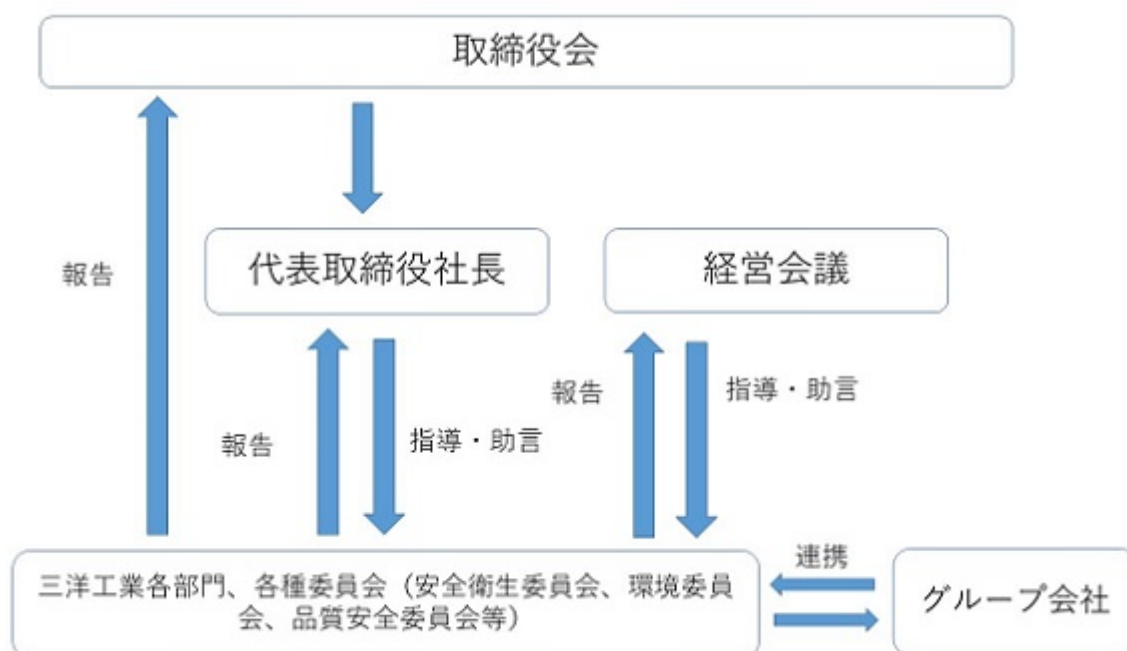 取締役会
代表取締役社長
経営会議
報告
報告
指導・助言
報告
指導・助言
三洋工業各部門、各種委員会（安全衛生委員会、環境委員
会、品質安全委員会等）
連携
グループ会社